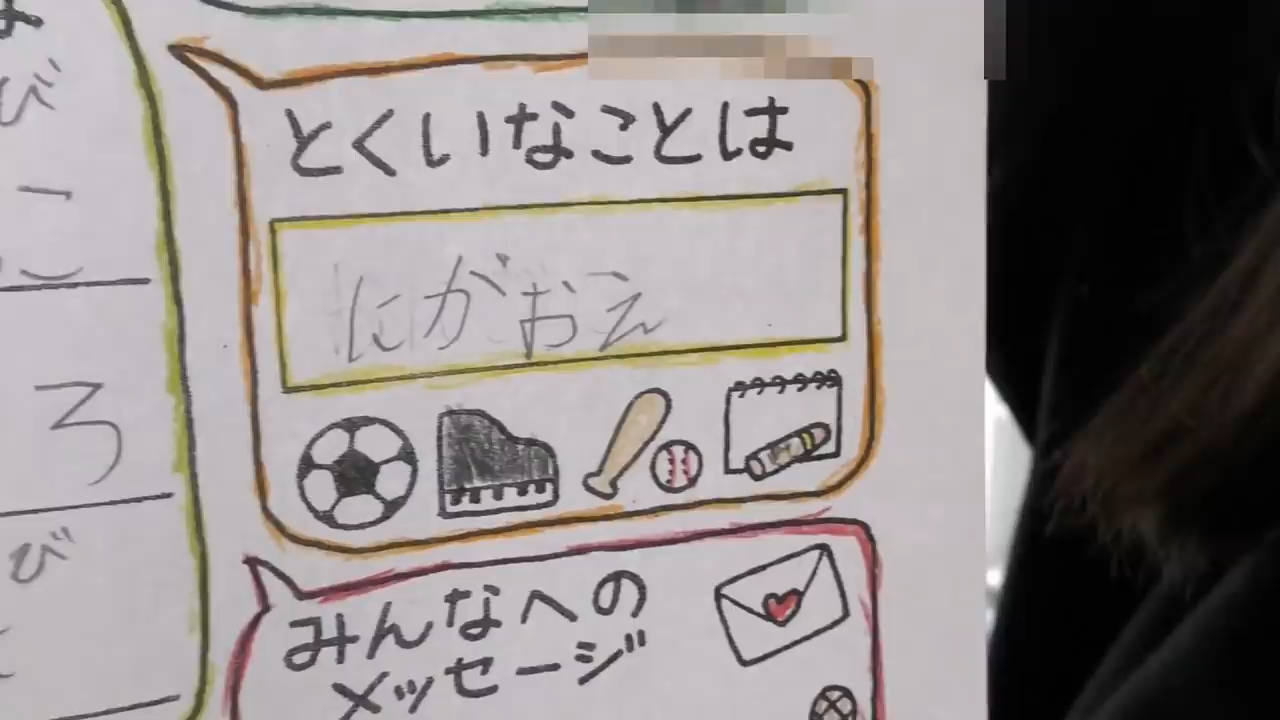 とくいなことは
にがおえ
みんなへの
メッセージ
ろ
び